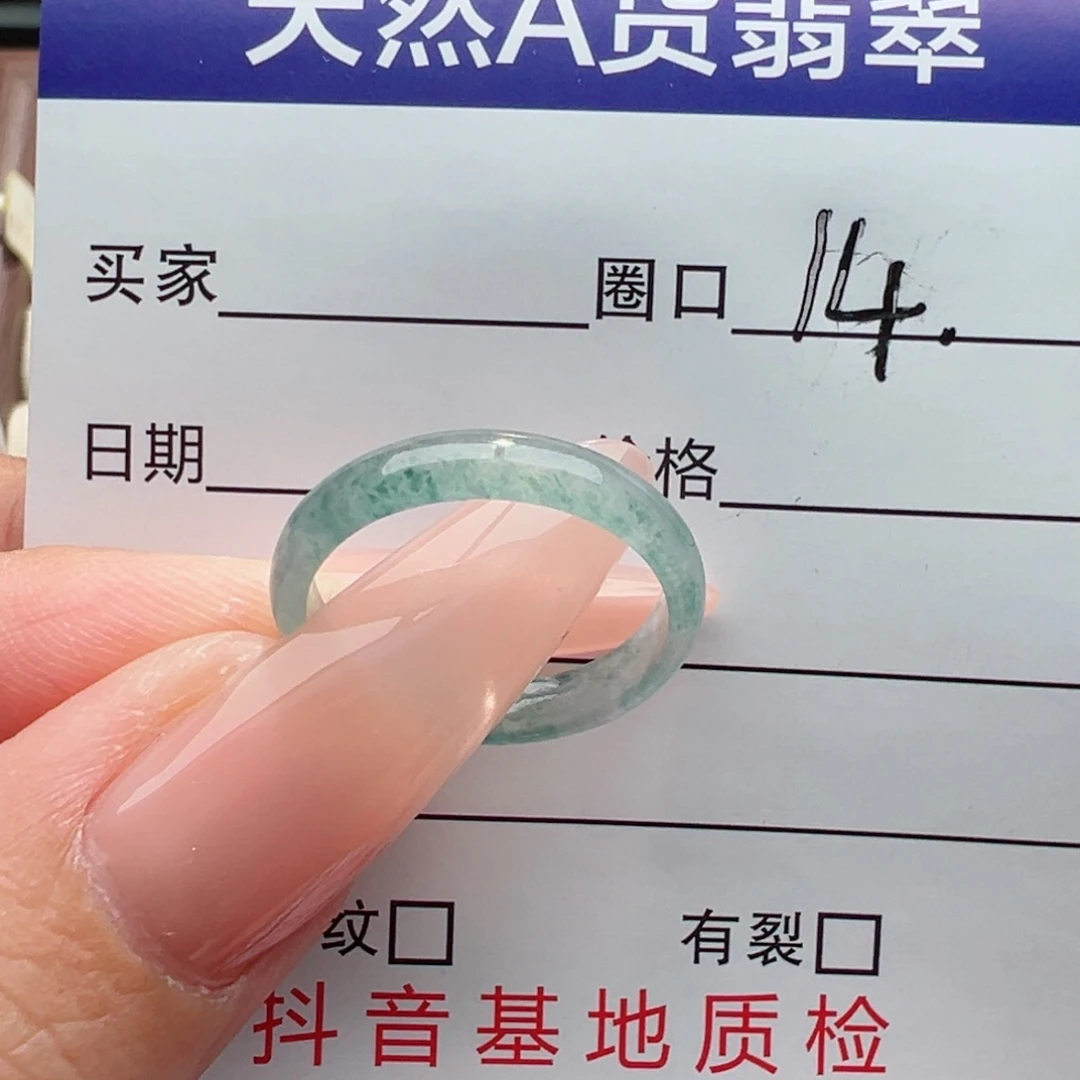 天然A货翡翠
买家 圈口 14.
日期 格
纹□ 有裂□
抖音基地质检